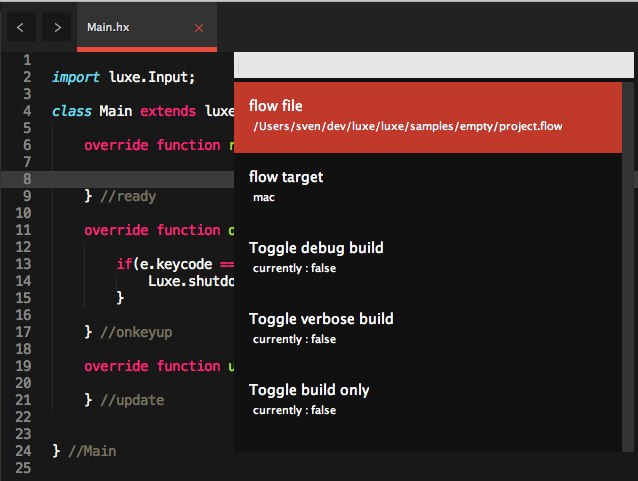 < > Main.hx ×
1
2 import luxe.Input;
3
4 class Main extends luxe
5
6 override function
7
8
9 } //ready
10
11 override function
12
13 if(e.keycode ==
14 Luxe.shutdo
15 }
16
17 } //onkeyup
18
19 override function
20
21 } //update
22
23
24 } //Main
25
flow file
/Users/sven/dev/luxe/luxe/samples/empty/project.flow
flow target
mac
Toggle debug build
currently : false
Toggle verbose build
currently : false
Toggle build only
currently : false